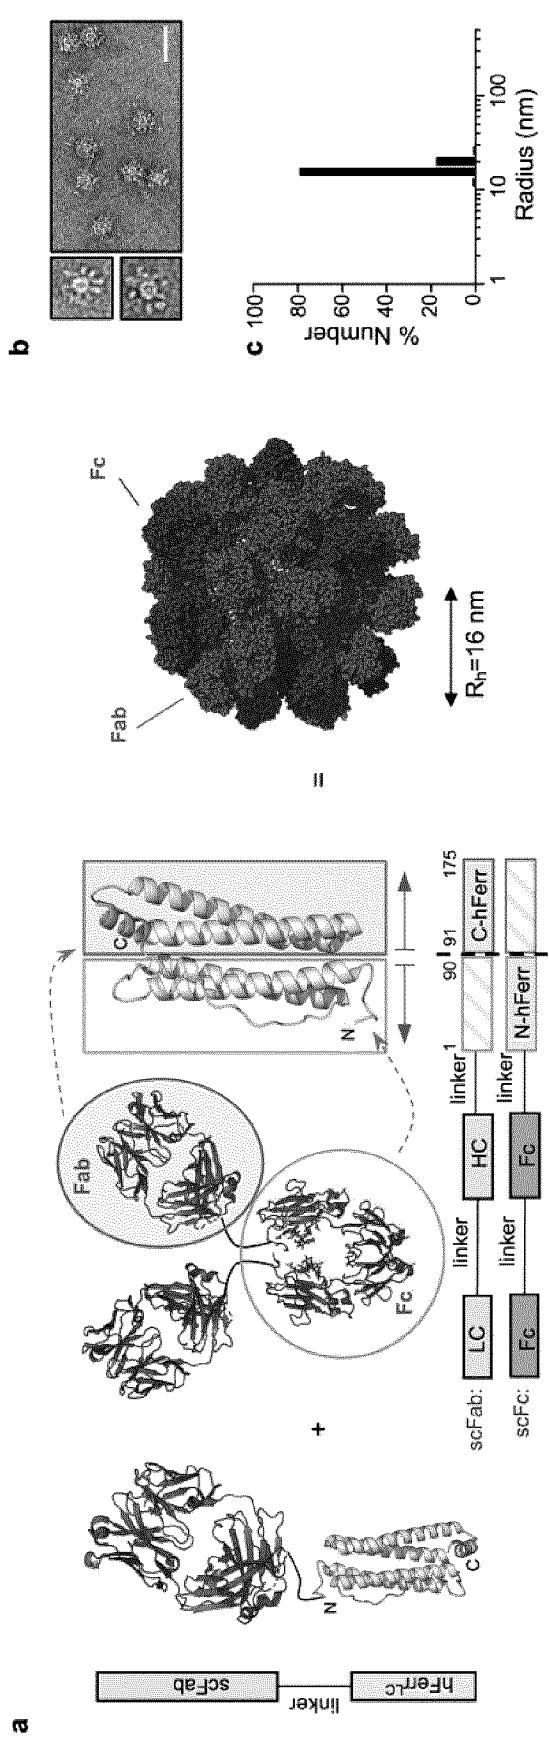 a
scFab
linker
hFerrLC
N
C
+
Fab
Fc
N
C
scFab:
LC
linker
HC
linker
1
90
91
C-hFerr
175
scFc:
Fc
linker
Fc
linker
N-hFerr
=
Fab
Fc
Rh=16 nm
b
c
% Number
100
80
60
40
20
0
1
10
100
Radius (nm)